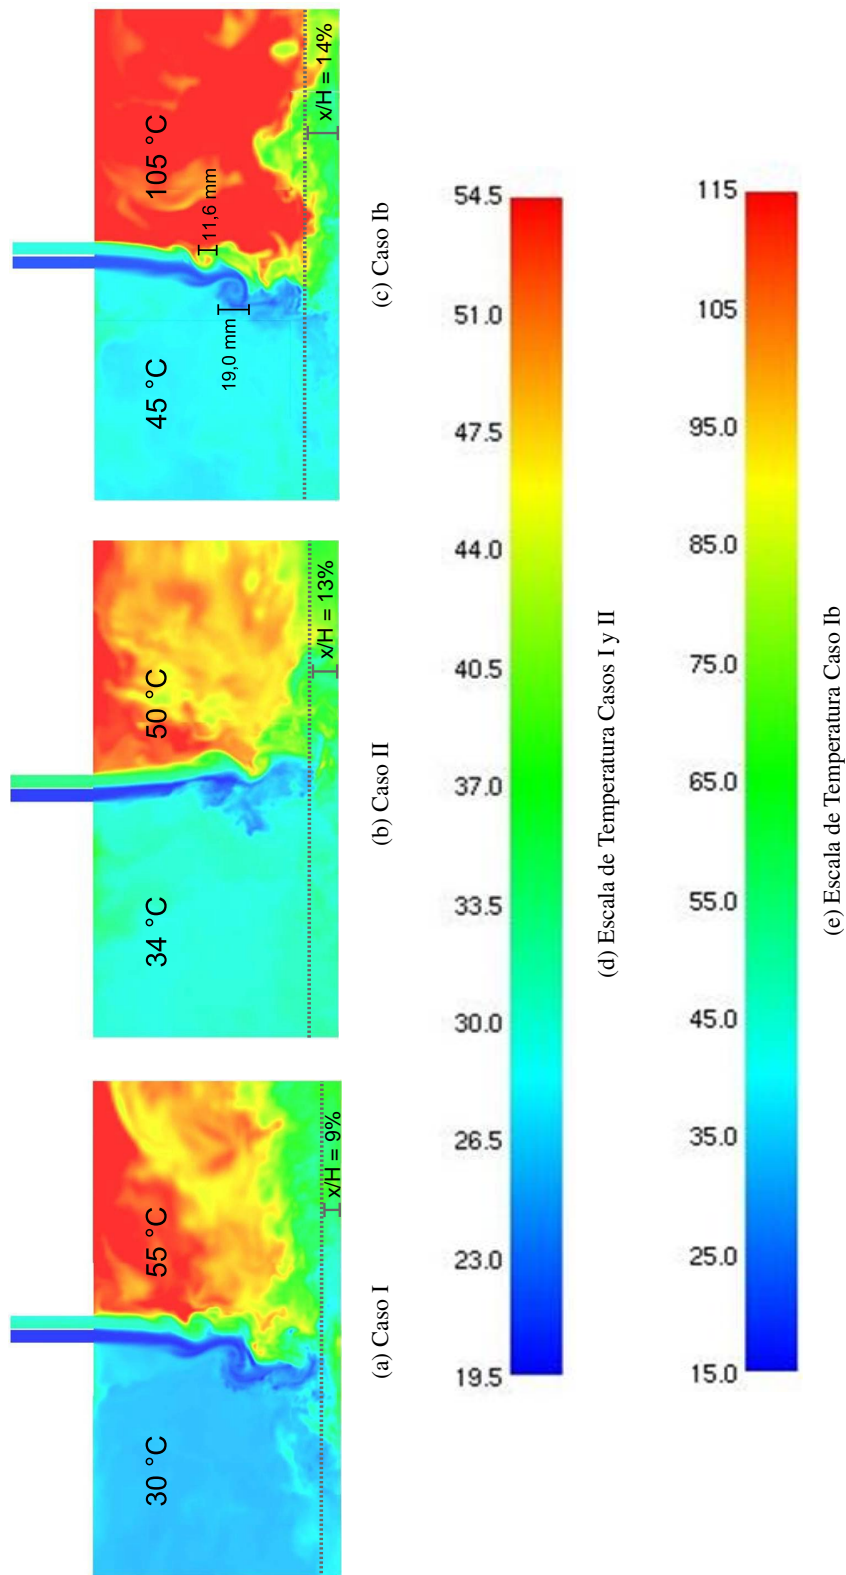 30 °C
55 °C
x/H = 9%
(a) Caso I
34 °C
50 °C
x/H = 13%
(b) Caso II
45 °C
105 °C
19,0 mm
11,6 mm
x/H = 14%
(c) Caso Ib
19.5
23.0
26.5
30.0
33.5
37.0
40.5
44.0
47.5
51.0
54.5
(d) Escala de Temperatura Casos I y II
15.0
25.0
35.0
45.0
55.0
65.0
75.0
85.0
95.0
105
115
(e) Escala de Temperatura Caso Ib